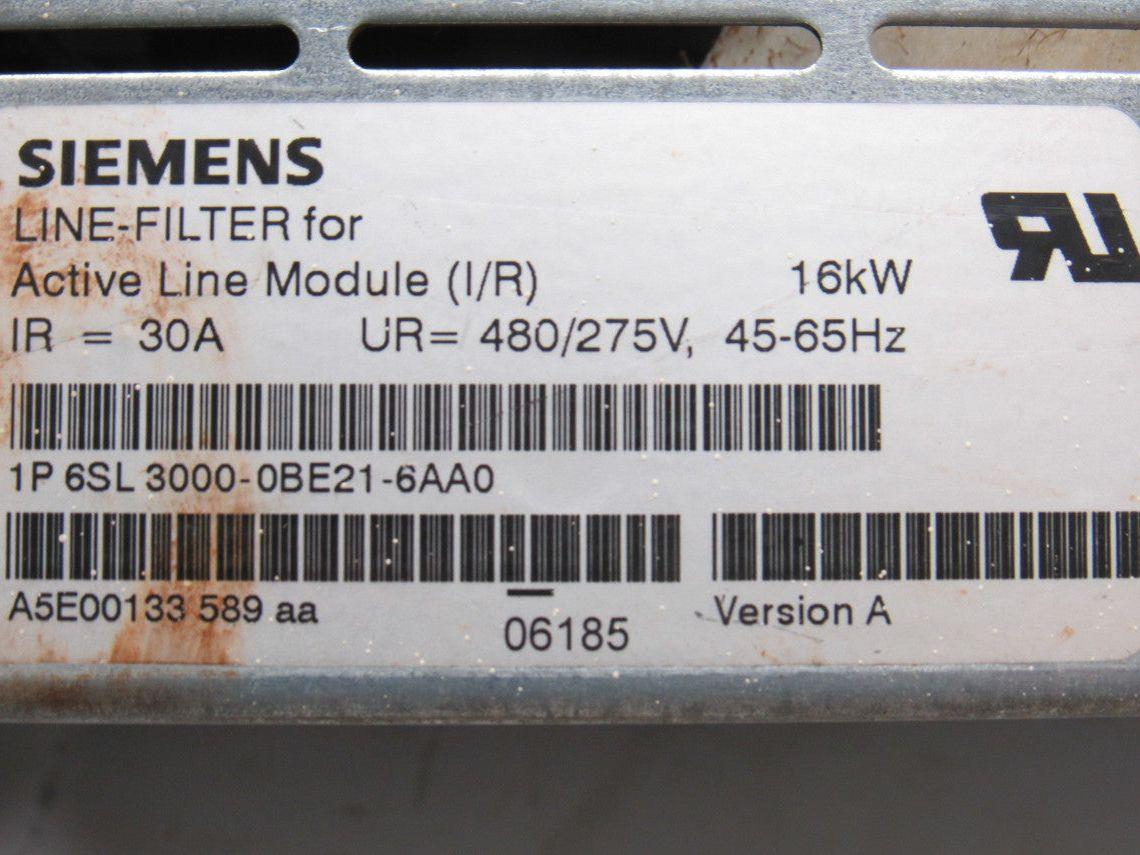 SIEMENS
LINE-FILTER for
Active Line Module (I/R) 16kW
IR = 30A UR= 480/275V, 45-65Hz
1P 6SL 3000-0BE21-6AA0
A5E00133 589 aa
06185
Version A